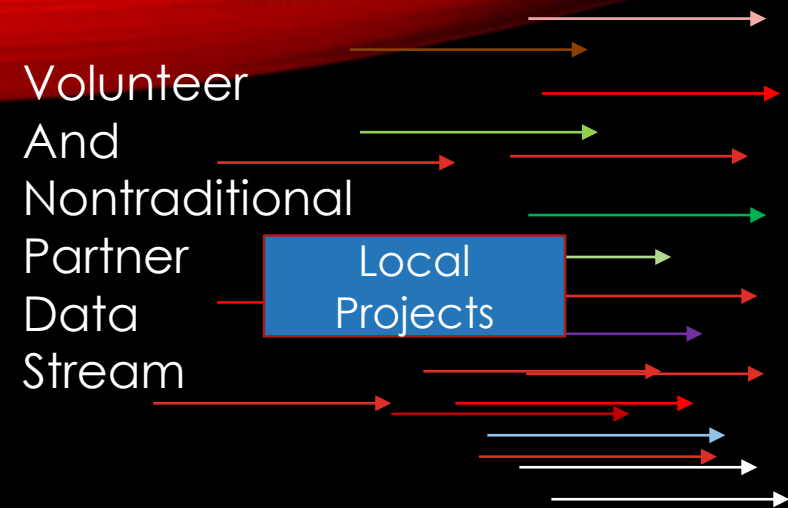 Volunteer
And
Nontraditional
Partner
Data
Stream
Local
Projects